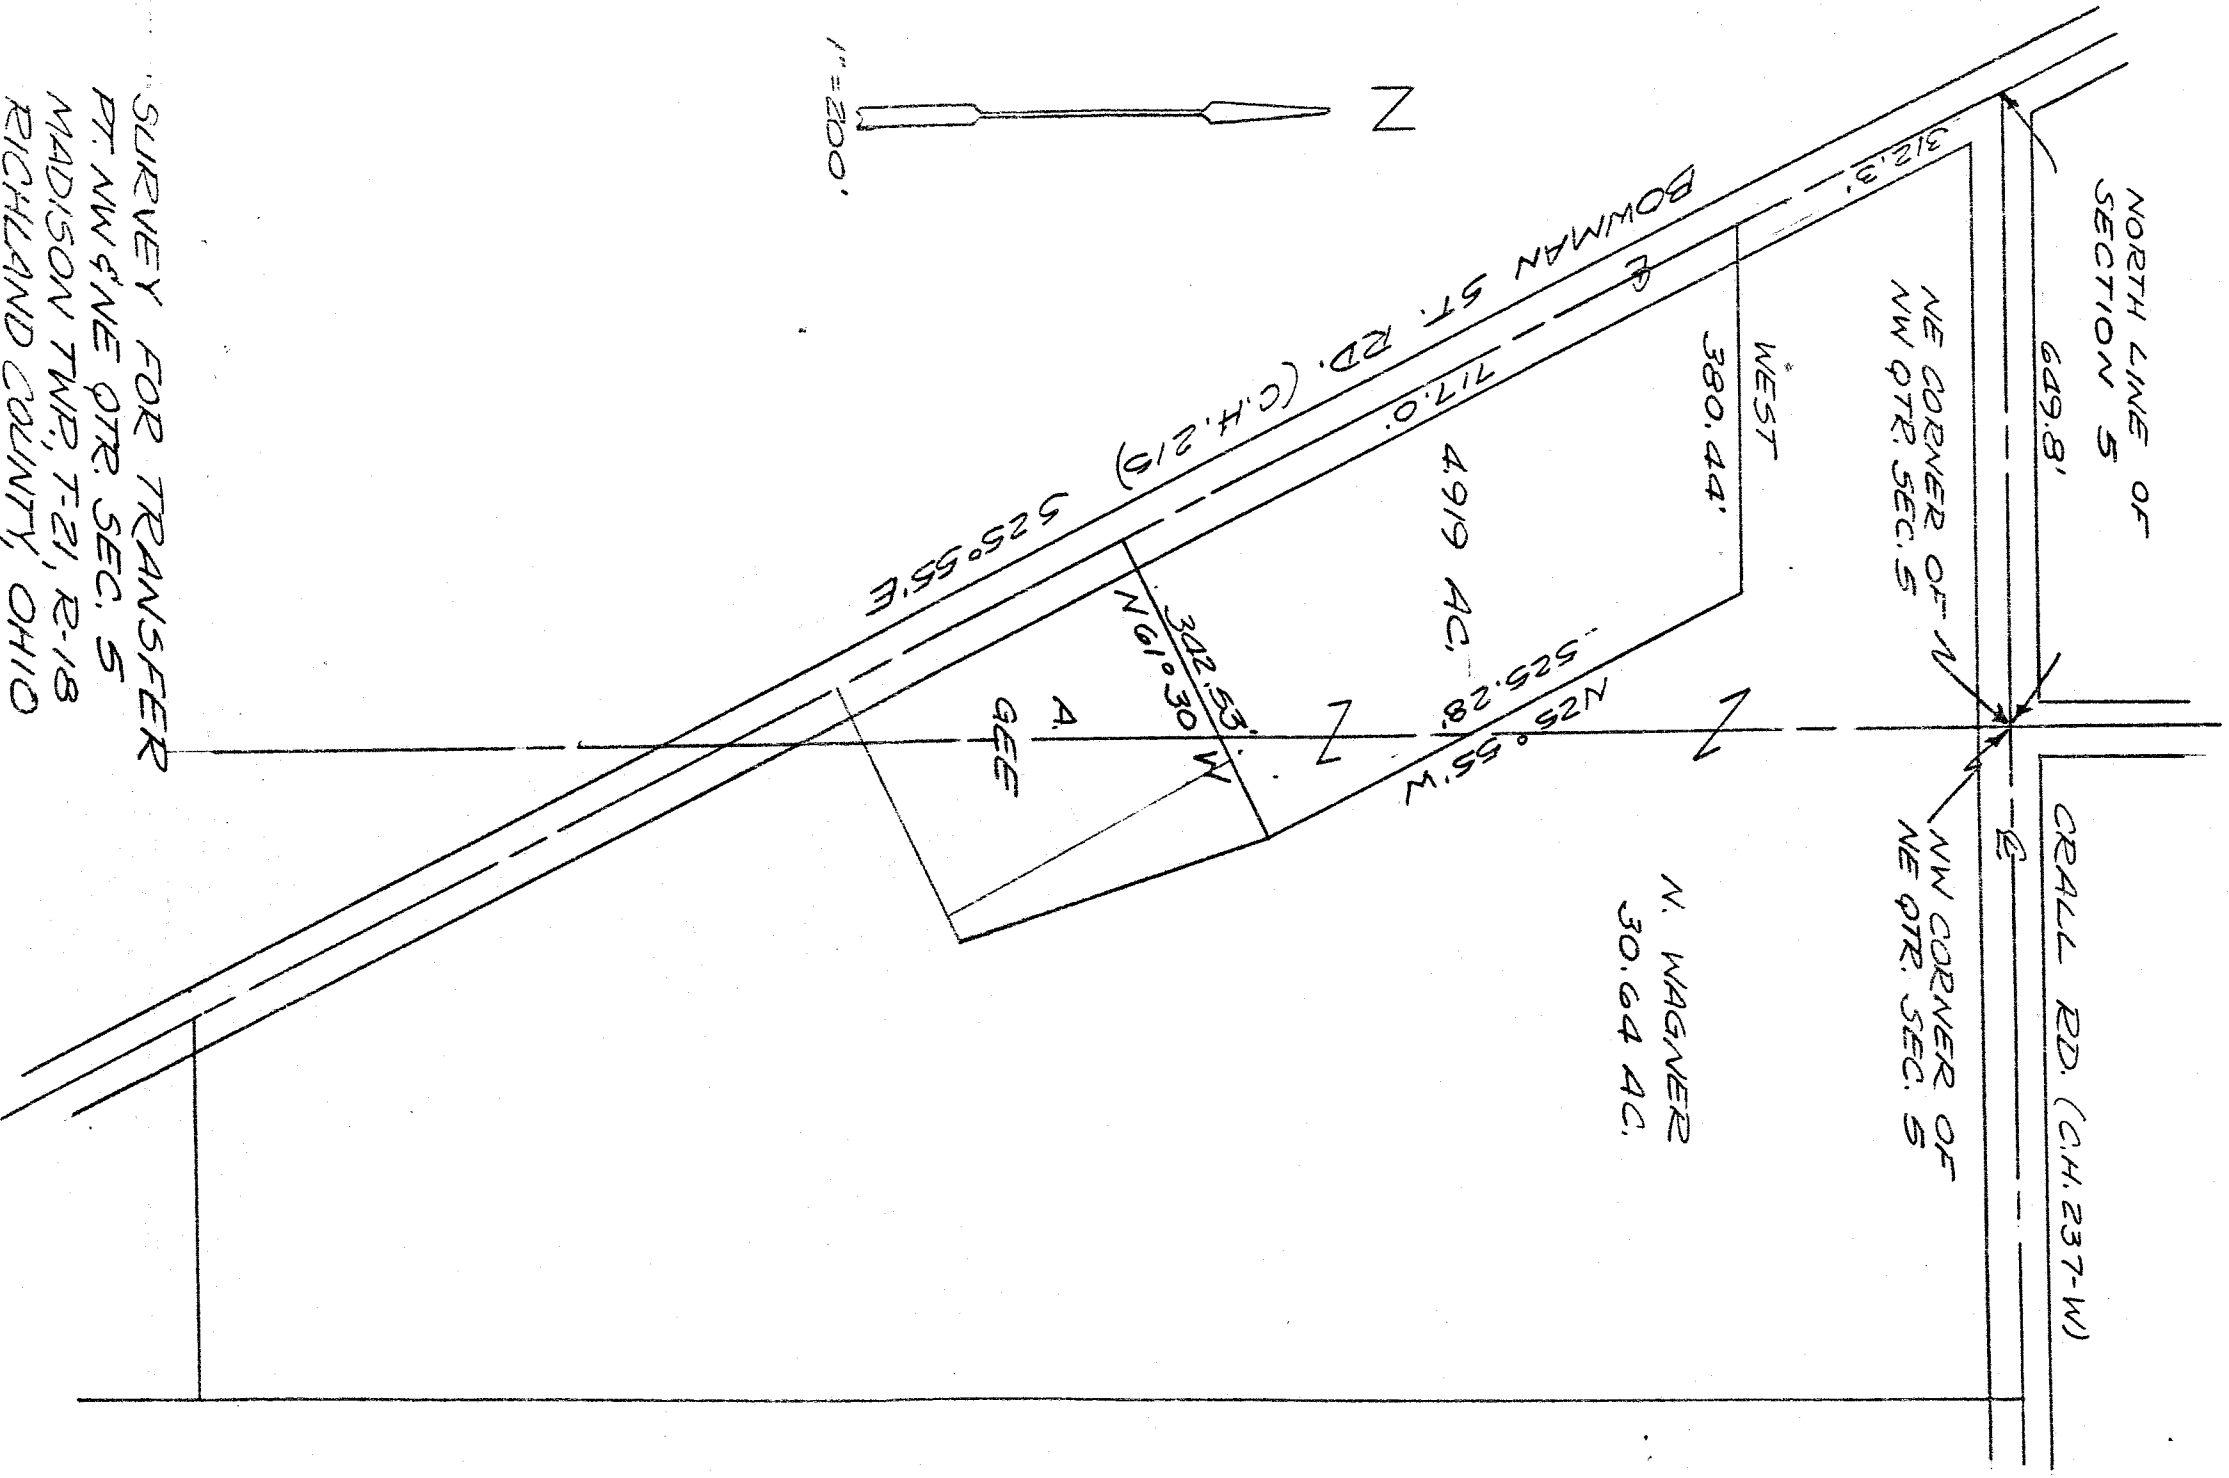 NORTH LINE OF
SECTION 5
649.8'
CRALL RD. (C.H. 237-W)
℄
NE CORNER OF
NW QTR. SEC. 5
NW CORNER OF
NE QTR. SEC. 5
312.3'
WEST
380.44'
N. WAGNER
30.64 AC.
BOWMAN ST. RD. (C.H. 215)
℄
717.0'
4.919 AC.
525.28'
N25°55'W
S25°55'E
342.53'
N61°30'W
A.
GEE
N
1"=200'
SURVEY FOR TRANSFER
PT. NW & NE QTR. SEC. 5
MADISON TWP., T-21, R-18
RICHLAND COUNTY, OHIO